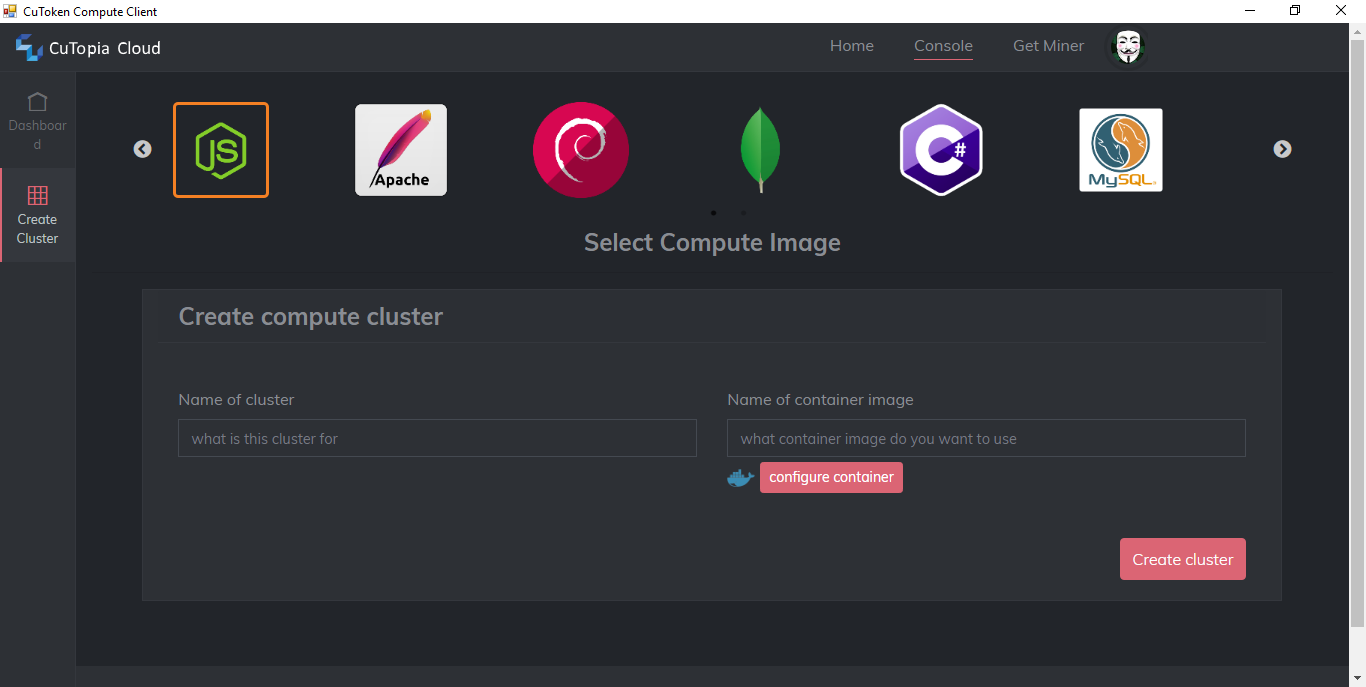 CuToken Compute Client
CuTopia Cloud
Home
Console
Get Miner
Dashboar
d
Create
Cluster
JS
Apache
C#
MySQL
Select Compute Image
Create compute cluster
Name of cluster
Name of container image
what is this cluster for
what container image do you want to use
configure container
Create cluster